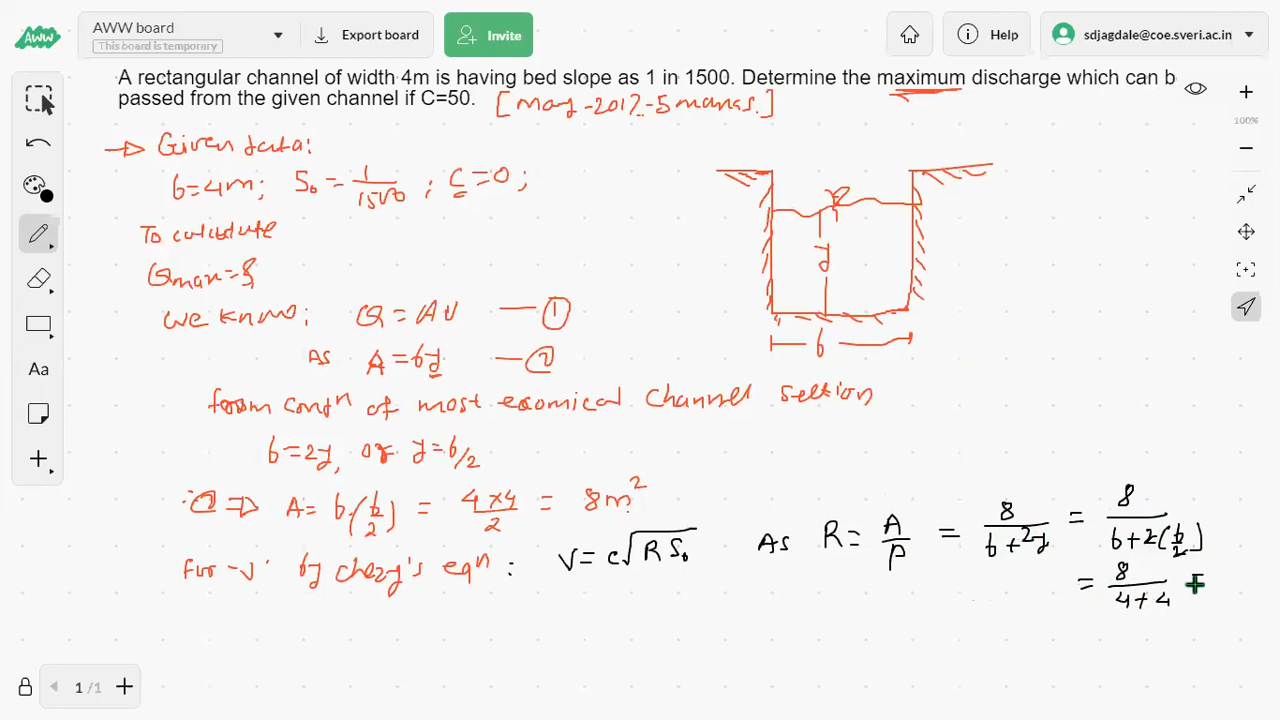 AWW board
This board is temporary
Export board
Invite
Help
sdjagdale@coe.sveri.ac.in
A rectangular channel of width 4m is having bed slope as 1 in 1500. Determine the maximum discharge which can b
passed from the given channel if C=50. [May-2017-5 marks.]
→ Given data:
b=4m; S₀ = 1/1500 ; C=0 ;
To calculate
Qmax=?
we know; Q = AV — ①
As A = by — ②
from condn of most ecomical channel section
b=2y, or y=b/2
② ⇒ A = b.(b/2) = 4×4/2 = 8m²
for -v' by chezy's eqn : V = c√R S₀
As R = A/P = 8/b+2y = 8/b+2(b/2)
= 8/4+4 =
y
b
Aa
100%
1 /1